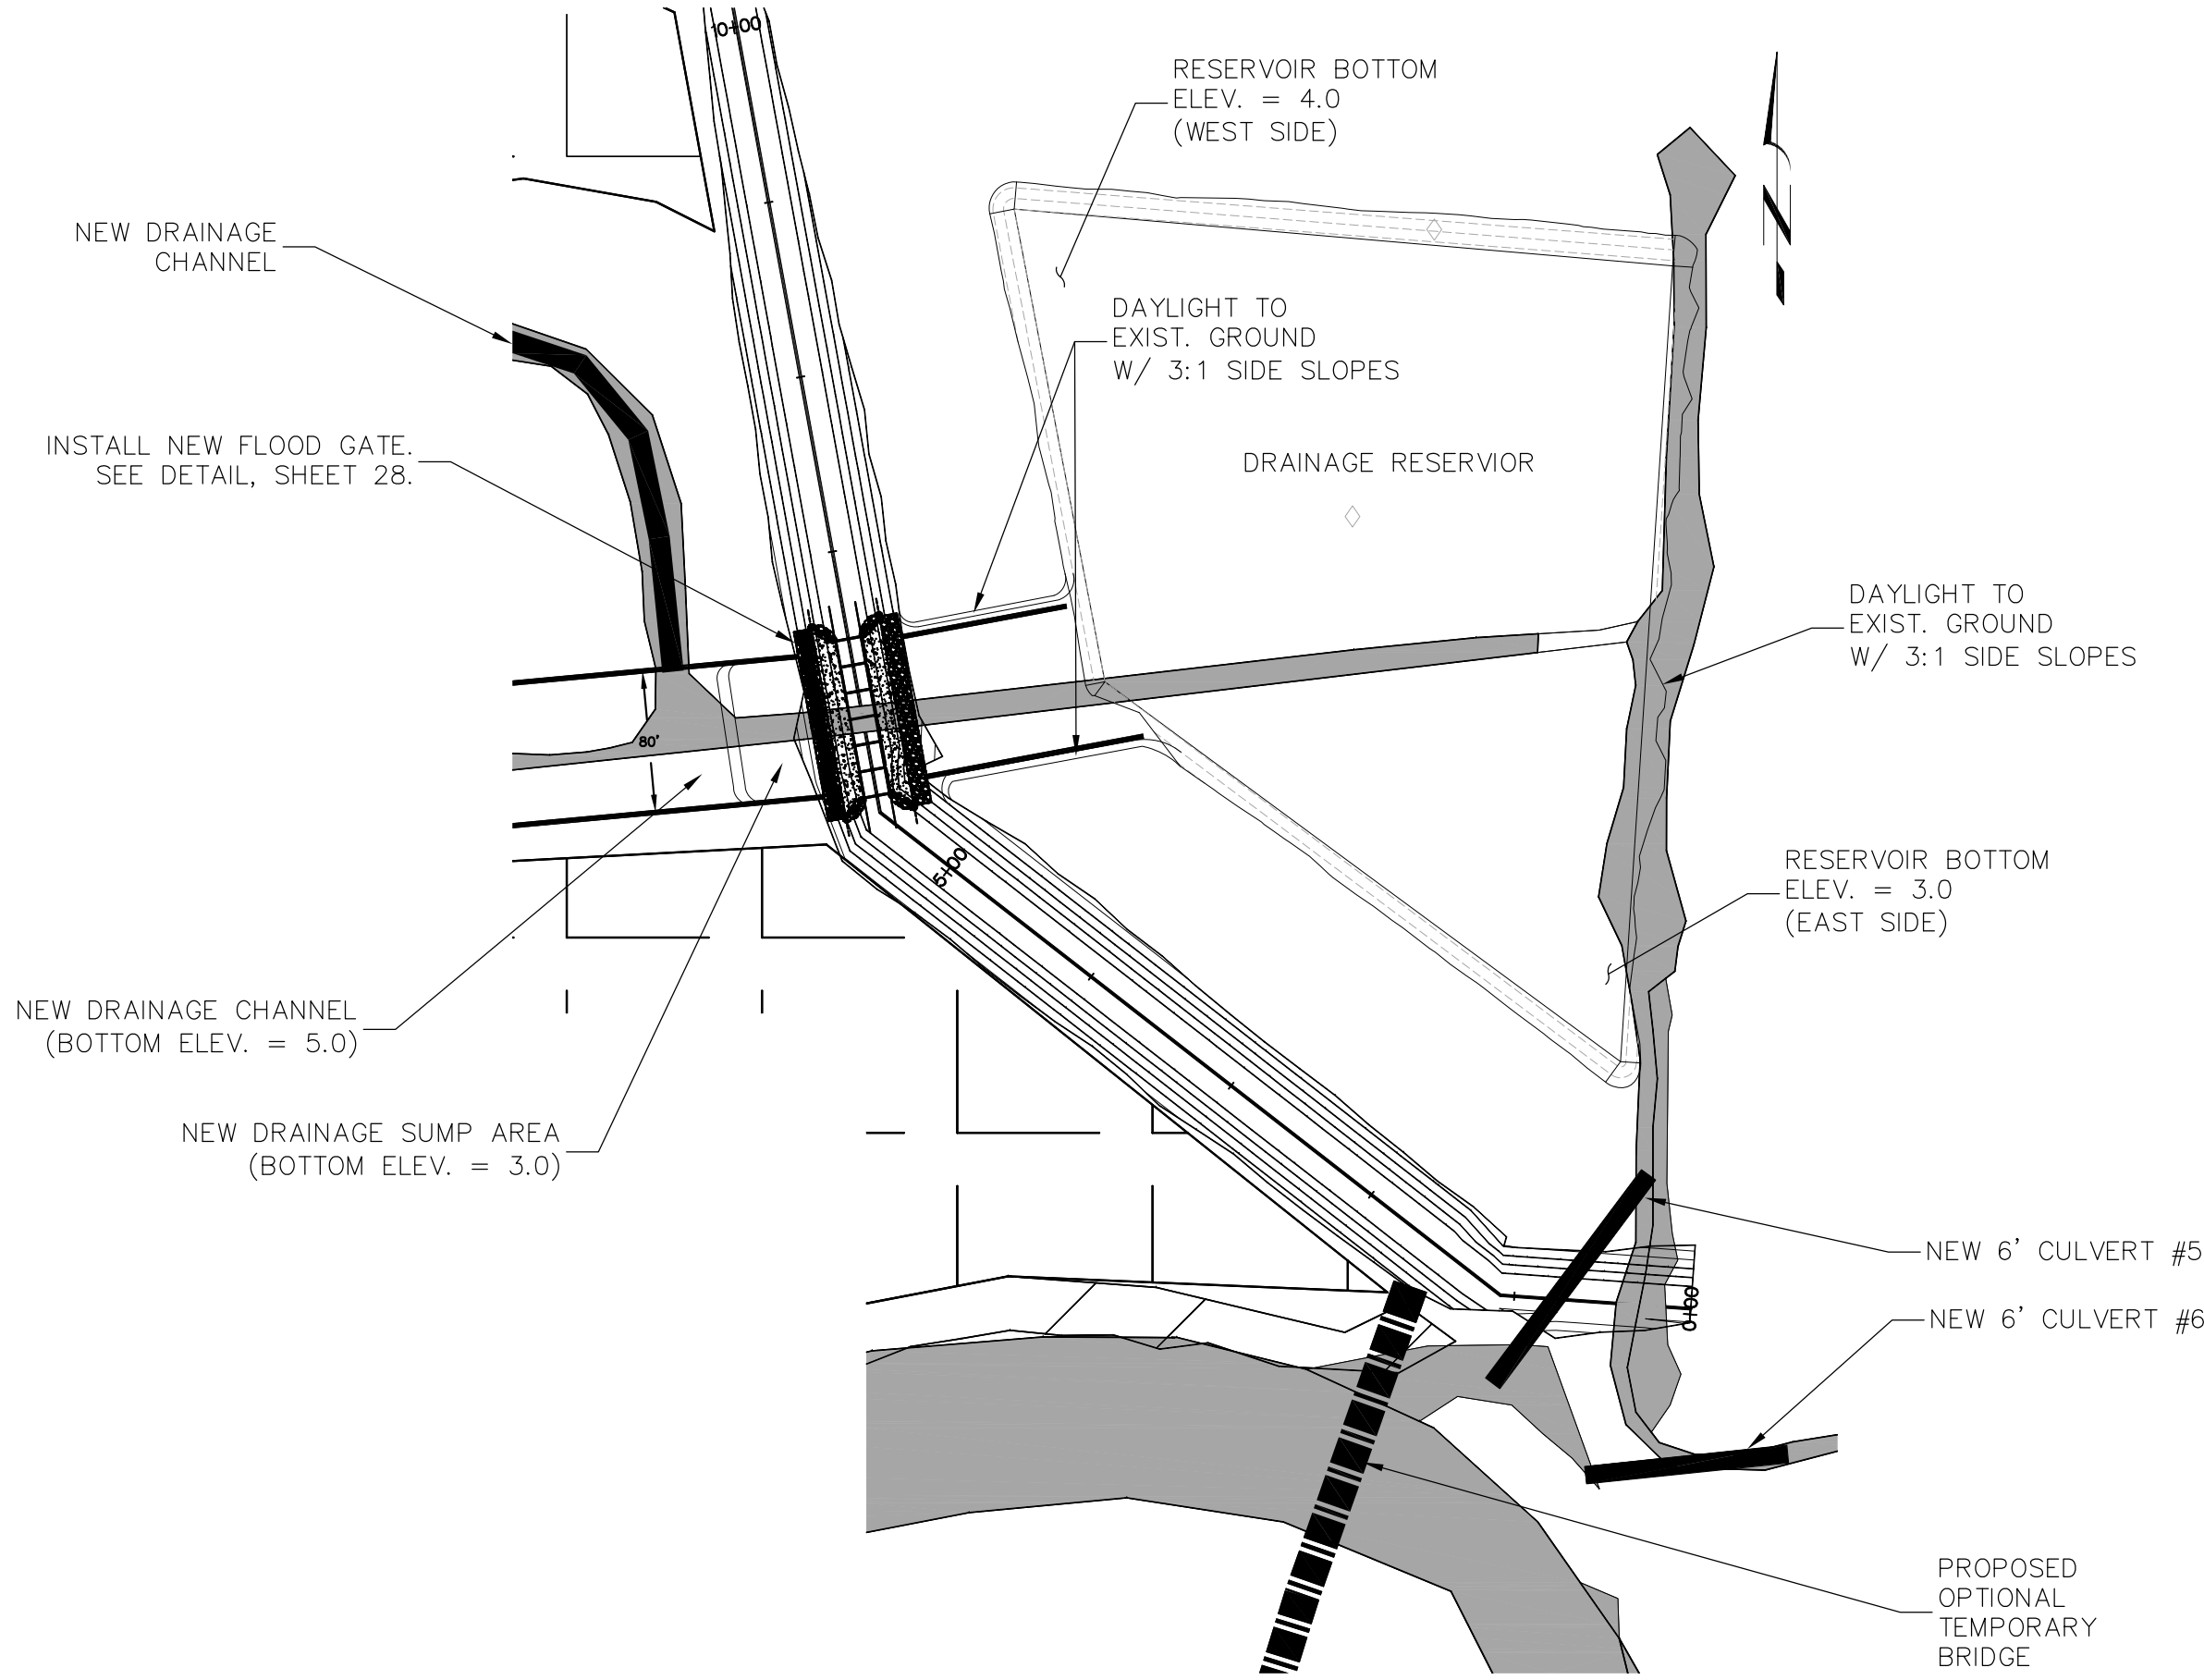 10+00
RESERVOIR BOTTOM
ELEV. = 4.0
(WEST SIDE)
N
NEW DRAINAGE
CHANNEL
DAYLIGHT TO
EXIST. GROUND
W/ 3:1 SIDE SLOPES
INSTALL NEW FLOOD GATE.
SEE DETAIL, SHEET 28.
DRAINAGE RESERVIOR
DAYLIGHT TO
EXIST. GROUND
W/ 3:1 SIDE SLOPES
80'
5+00
RESERVOIR BOTTOM
ELEV. = 3.0
(EAST SIDE)
NEW DRAINAGE CHANNEL
(BOTTOM ELEV. = 5.0)
NEW DRAINAGE SUMP AREA
(BOTTOM ELEV. = 3.0)
NEW 6' CULVERT #5
0+00
NEW 6' CULVERT #6
PROPOSED
OPTIONAL
TEMPORARY
BRIDGE